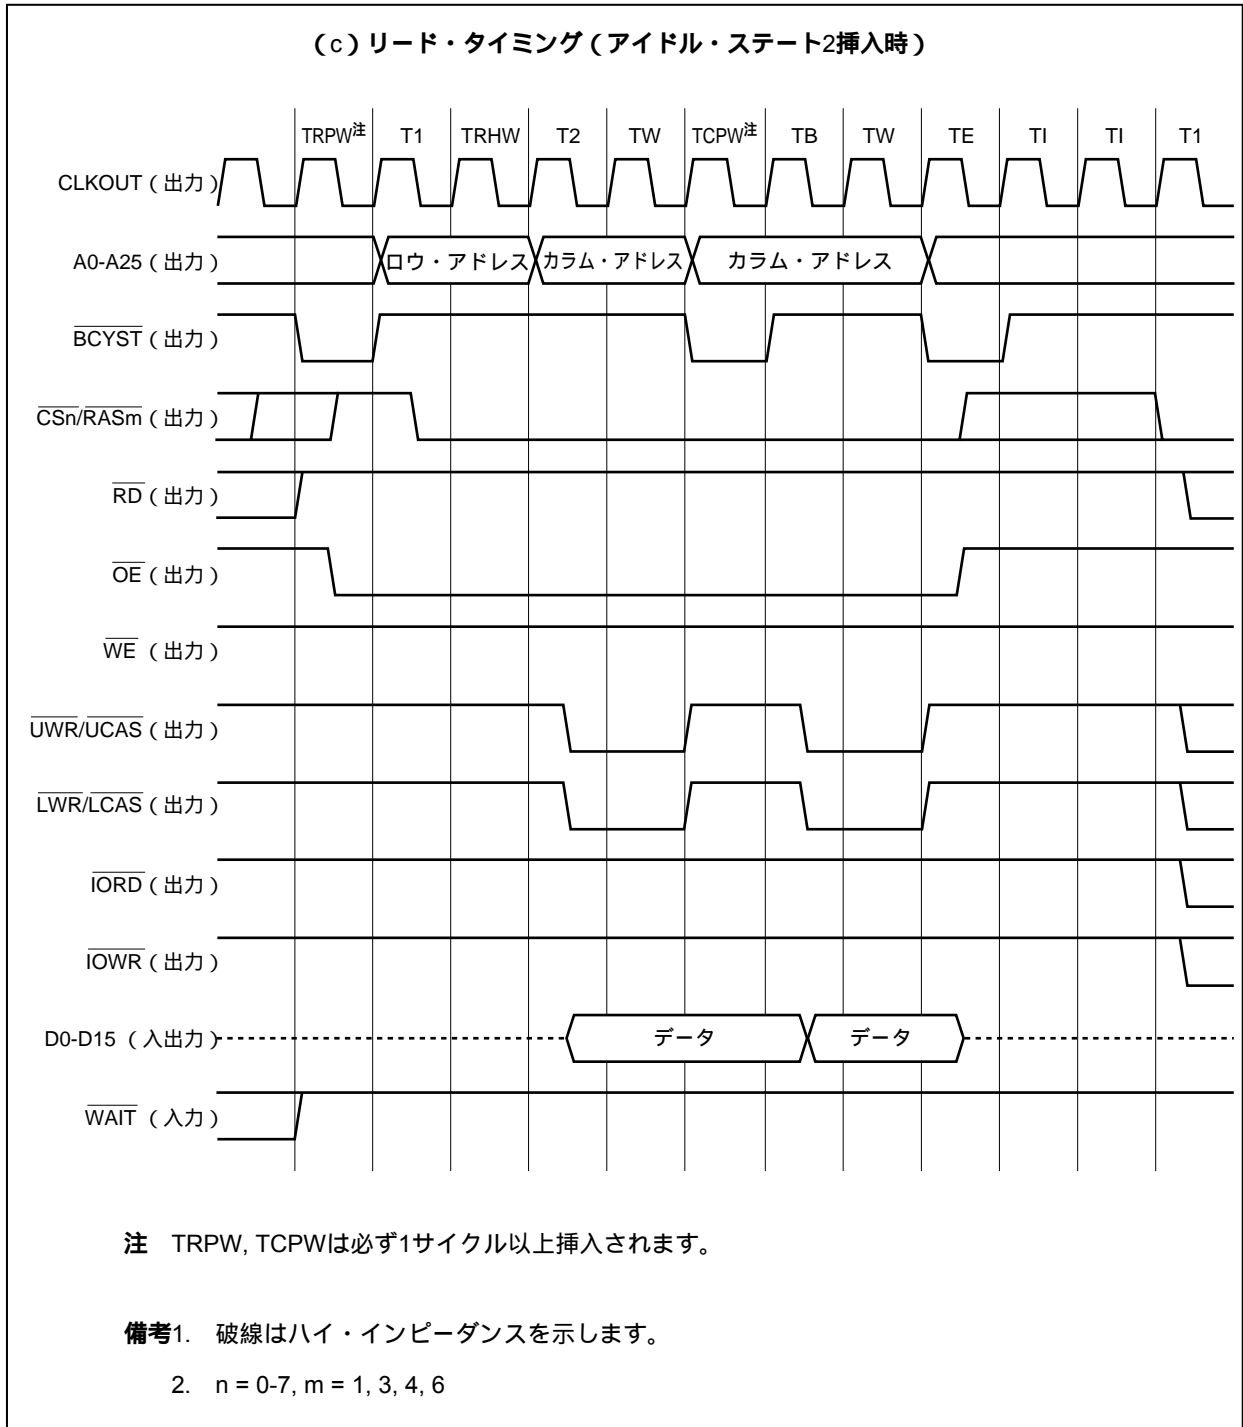 （c）リード・タイミング（アイドル・ステート2挿入時）
TRPW注 T1 TRHW T2 TW TCPW注 TB TW TE TI TI T1
CLKOUT（出力）
A0-A25（出力） ロウ・アドレス カラム・アドレス カラム・アドレス
BCYST（出力）
CSn/RASm（出力）
RD（出力）
OE（出力）
WE（出力）
UWR/UCAS（出力）
LWR/LCAS（出力）
IORD（出力）
IOWR（出力）
D0-D15（入出力） データ データ
WAIT（入力）
注 TRPW, TCPWは必ず1サイクル以上挿入されます。
備考1. 破線はハイ・インピーダンスを示します。
2. n = 0-7, m = 1, 3, 4, 6